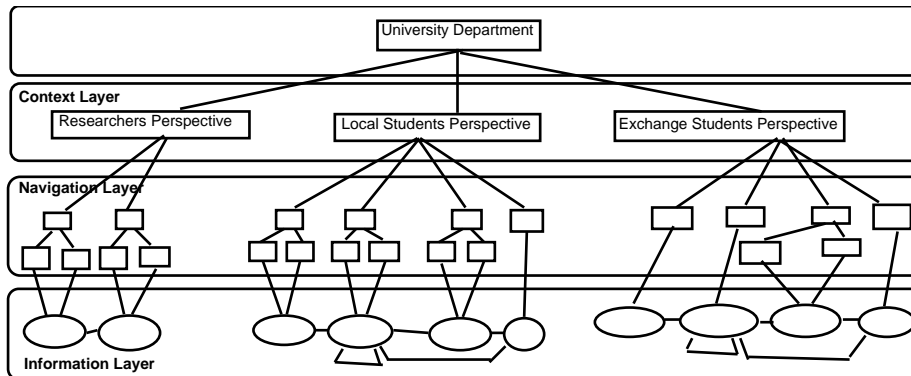 University Department
Context Layer
Researchers Perspective
Local Students Perspective
Exchange Students Perspective
Navigation Layer
Information Layer